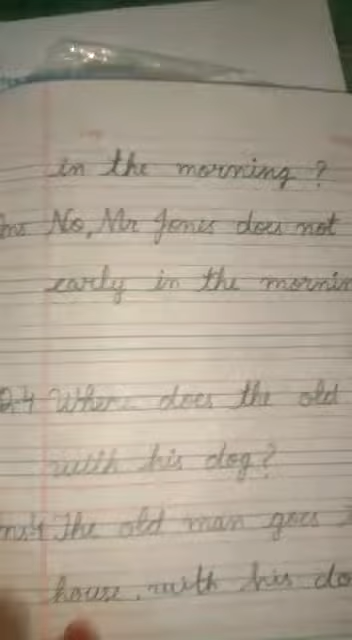 in the morning?
Ans No, Mr Jones does not
early in the mornin
Q.4 Where does the old
with his dog?
Ans4 The old man goes
house, with his do